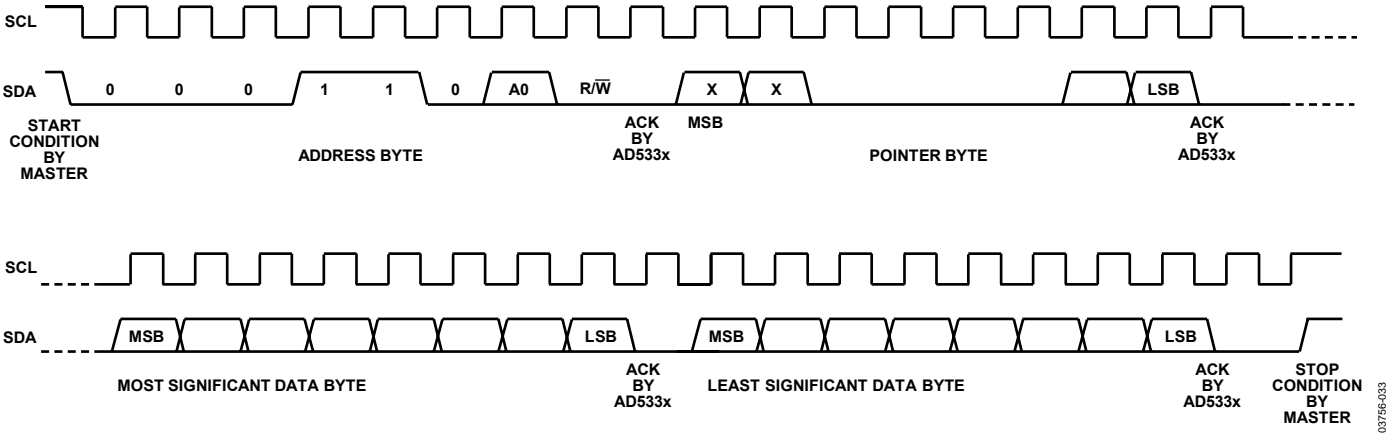 SCL
SDA
0 0 0 1 1 0 A0 R/W̅ X X LSB
START
CONDITION
BY
MASTER
ADDRESS BYTE
ACK
BY
AD533x
MSB
POINTER BYTE
ACK
BY
AD533x
SCL
SDA
MSB LSB MSB LSB
MOST SIGNIFICANT DATA BYTE
ACK
BY
AD533x
LEAST SIGNIFICANT DATA BYTE
ACK
BY
AD533x
STOP
CONDITION
BY
MASTER
03756-033